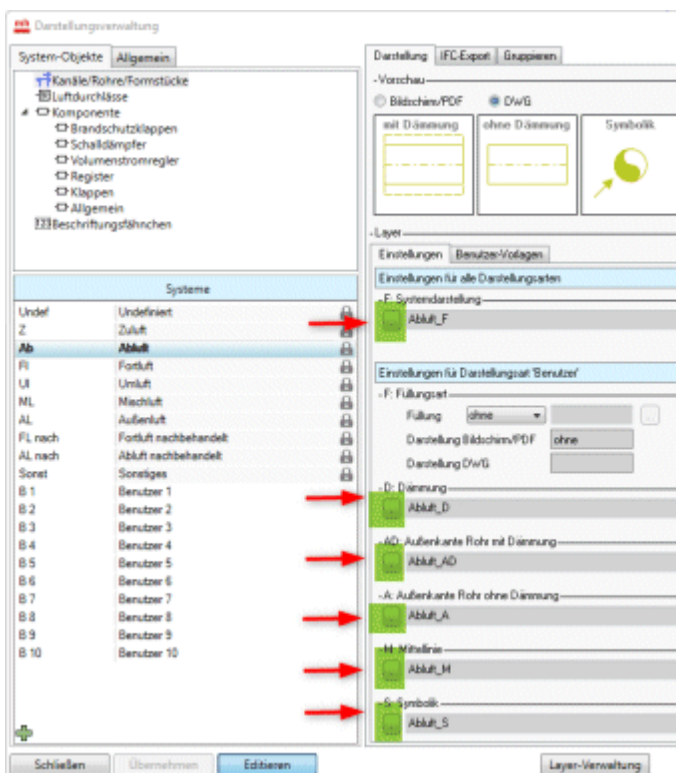 Darstellungsverwaltung
System-Objekte Allgemein
Kanäle/Rohre/Formstücke
Luftdurchlässe
Komponente
Brandschutzklappen
Schalldämpfer
Volumenstromregler
Register
Klappen
Allgemein
Beschriftungsfähnchen
Systeme
Undef Undefiniert
Z Zuluft
Ab Abluft
Fl Fortluft
Ul Umluft
ML Mischluft
AL Außenluft
FL nach Fortluft nachbehandelt
AL nach Abluft nachbehandelt
Sonst Sonstiges
B 1 Benutzer 1
B 2 Benutzer 2
B 3 Benutzer 3
B 4 Benutzer 4
B 5 Benutzer 5
B 6 Benutzer 6
B 7 Benutzer 7
B 8 Benutzer 8
B 9 Benutzer 9
B 10 Benutzer 10
Schließen Übernehmen Editieren
Darstellung IFC-Export Gruppieren
Vorschau
Bildschirm/PDF DWG
mit Dämmung ohne Dämmung Symbolik
Layer
Einstellungen Benutzer-Vorlagen
Einstellungen für alle Darstellungsarten
F: Systemdarstellung
Abluft_F
Einstellungen für Darstellungsart 'Benutzer'
F: Füllungsart
Füllung ohne
Darstellung Bildschirm/PDF ohne
Darstellung DWG
D: Dämmung
Abluft_D
AD: Außenkante Rohr mit Dämmung
Abluft_AD
A: Außenkante Rohr ohne Dämmung
Abluft_A
M: Mittellinie
Abluft_M
S: Symbolik
Abluft_S
Layer-Verwaltung